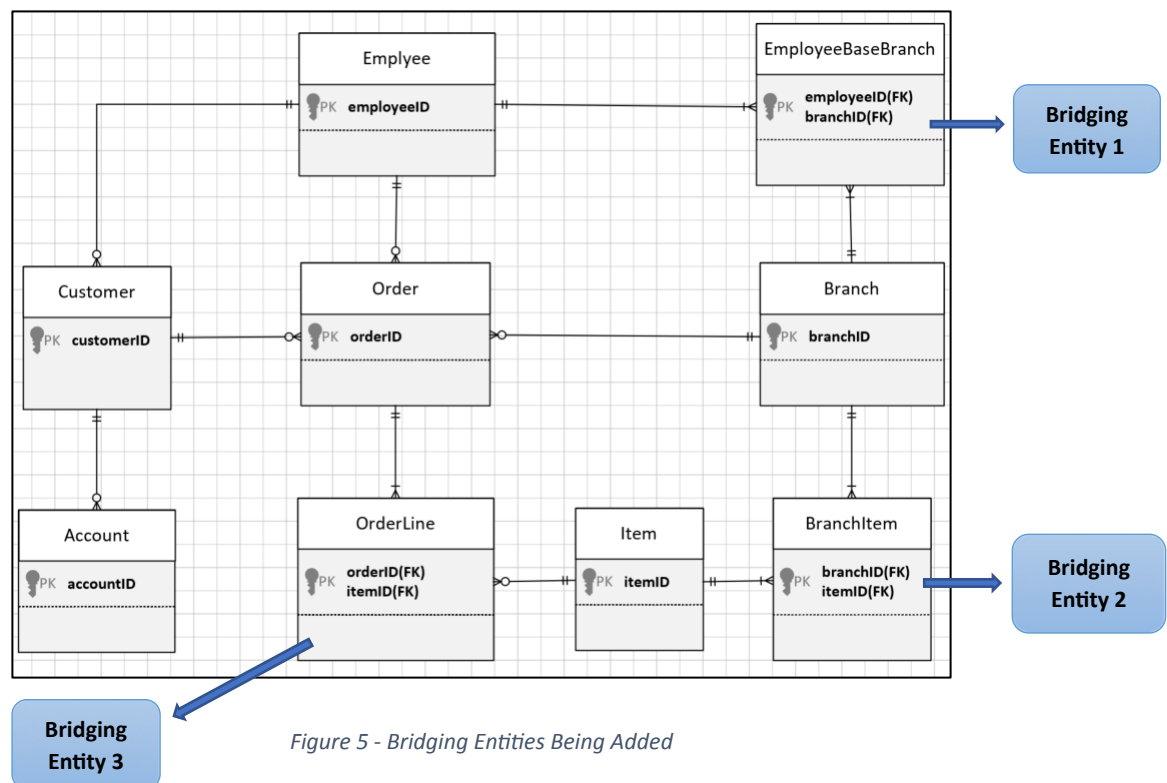 Emplyee
PK employeeID
EmployeeBaseBranch
employeeID(FK)
branchID(FK)
Bridging
Entity 1
Customer
PK customerID
Order
PK orderID
Branch
PK branchID
Account
PK accountID
OrderLine
PK orderID(FK)
itemID(FK)
Item
PK itemID
BranchItem
PK branchID(FK)
itemID(FK)
Bridging
Entity 2
Bridging
Entity 3
Figure 5 - Bridging Entities Being Added